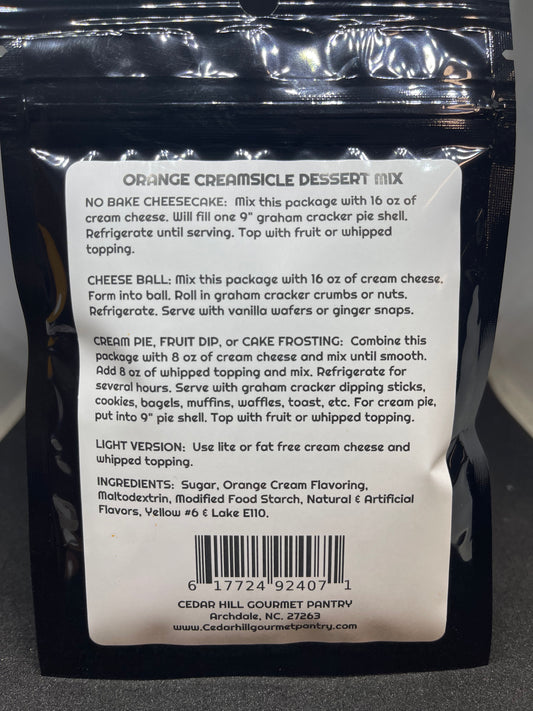 ORANGE CREAMSICLE DESSERT MIX
NO BAKE CHEESECAKE: Mix this package with 16 oz of
cream cheese. Will fill one 9" graham cracker pie shell.
Refrigerate until serving. Top with fruit or whipped
topping.
CHEESE BALL: Mix this package with 16 oz of cream cheese.
Form into ball. Roll in graham cracker crumbs or nuts.
Refrigerate. Serve with vanilla wafers or ginger snaps.
CREAM PIE, FRUIT DIP, or CAKE FROSTING: Combine this
package with 8 oz of cream cheese and mix until smooth.
Add 8 oz of whipped topping and mix. Refrigerate for
several hours. Serve with graham cracker dipping sticks,
cookies, bagels, muffins, waffles, toast, etc. For cream pie,
put into 9" pie shell. Top with fruit or whipped topping.
LIGHT VERSION: Use lite or fat free cream cheese and
whipped topping.
INGREDIENTS: Sugar, Orange Cream Flavoring,
Maltodextrin, Modified Food Starch, Natural & Artificial
Flavors, Yellow #6 & Lake E110.
6 17724 92407 1
CEDAR HILL GOURMET PANTRY
Archdale, NC. 27263
www.Cedarhillgourmetpantry.com